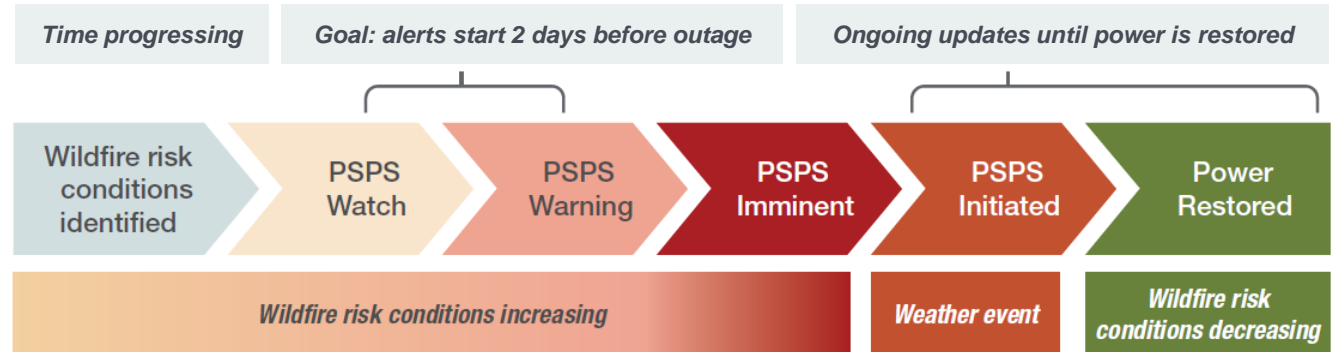 Time progressing
Goal: alerts start 2 days before outage
Ongoing updates until power is restored
Wildfire risk
conditions
identified
PSPS
Watch
PSPS
Warning
PSPS
Imminent
PSPS
Initiated
Power
Restored
Wildfire risk conditions increasing
Weather event
Wildfire risk
conditions decreasing